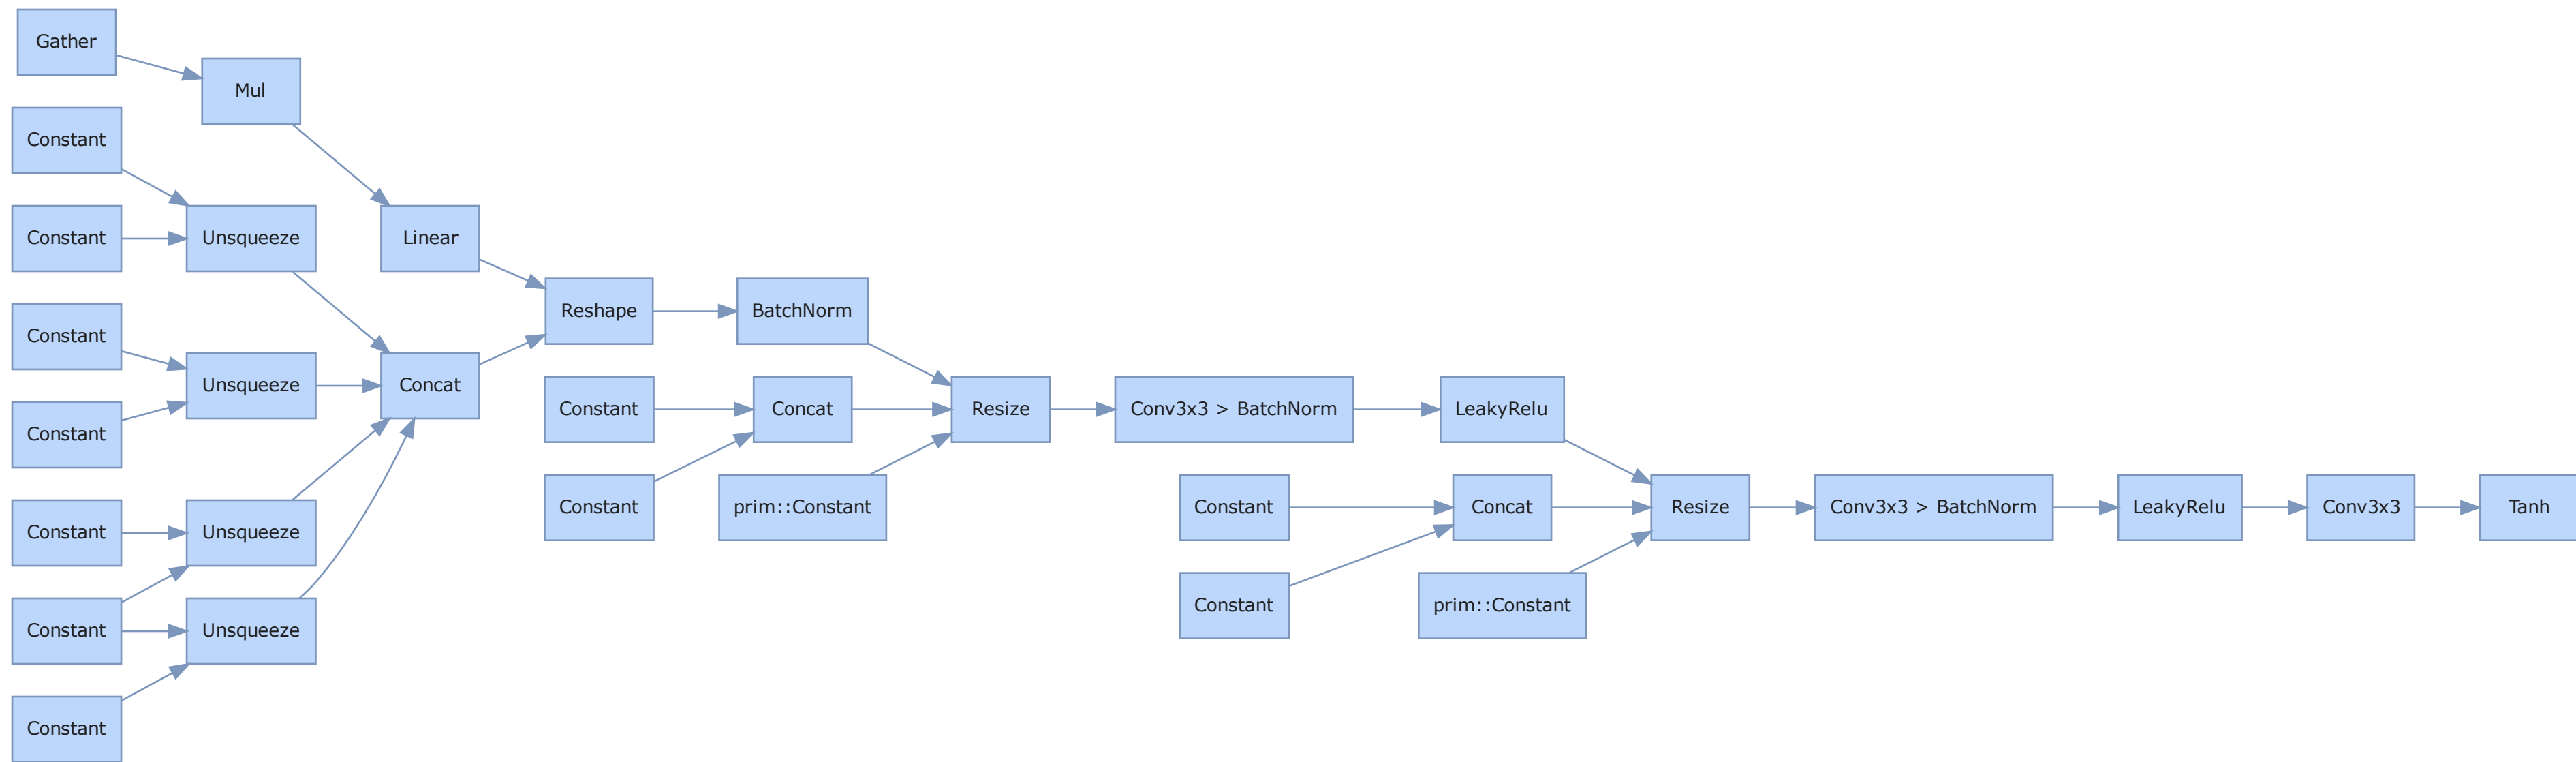 Gather
Mul
Constant
Constant
Unsqueeze
Linear
Constant
Constant
Unsqueeze
Concat
Reshape
BatchNorm
Constant
Constant
Concat
prim::Constant
Resize
Conv3x3 > BatchNorm
LeakyRelu
Constant
Constant
Unsqueeze
Unsqueeze
Constant
Constant
Constant
Concat
prim::Constant
Resize
Conv3x3 > BatchNorm
LeakyRelu
Conv3x3
Tanh